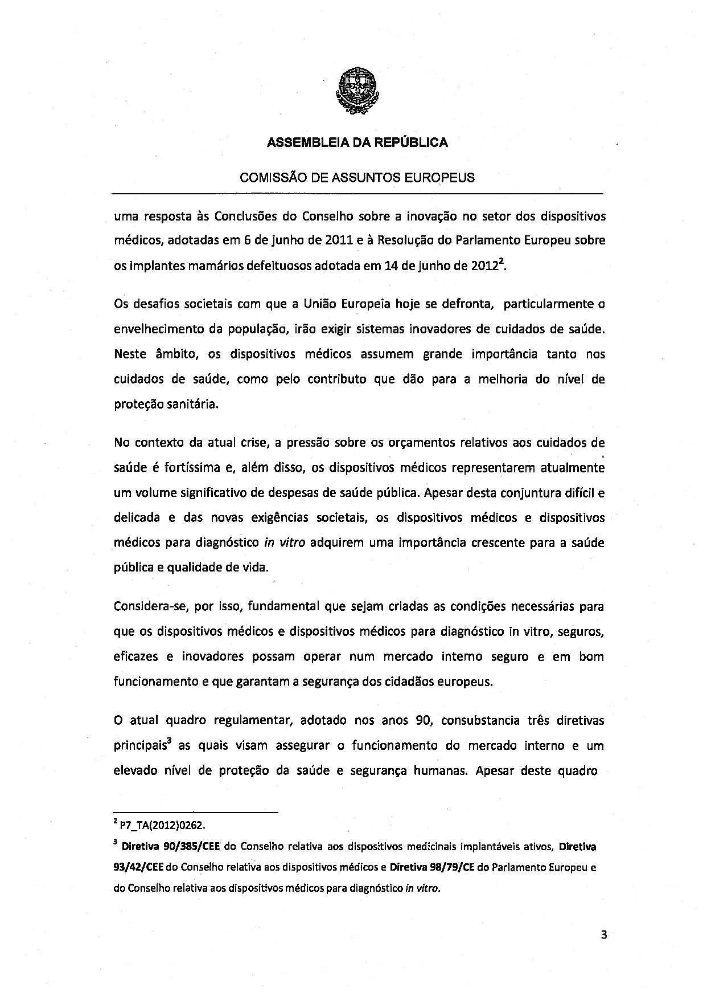 ASSEMBLEIA DA REPÚBLICA
COMISSÃO DE ASSUNTOS EUROPEUS
uma resposta às Conclusões do Conselho sobre a inovação no setor dos dispositivos
médicos, adotadas em 6 de junho de 2011 e à Resolução do Parlamento Europeu sobre
os implantes mamários defeituosos adotada em 14 de junho de 2012².
Os desafios societais com que a União Europeia hoje se defronta, particularmente o
envelhecimento da população, irão exigir sistemas inovadores de cuidados de saúde.
Neste âmbito, os dispositivos médicos assumem grande importância tanto nos
cuidados de saúde, como pelo contributo que dão para a melhoria do nível de
proteção sanitária.
No contexto da atual crise, a pressão sobre os orçamentos relativos aos cuidados de
saúde é fortíssima e, além disso, os dispositivos médicos representarem atualmente
um volume significativo de despesas de saúde pública. Apesar desta conjuntura difícil e
delicada e das novas exigências societais, os dispositivos médicos e dispositivos
médicos para diagnóstico in vitro adquirem uma importância crescente para a saúde
pública e qualidade de vida.
Considera-se, por isso, fundamental que sejam criadas as condições necessárias para
que os dispositivos médicos e dispositivos médicos para diagnóstico in vitro, seguros,
eficazes e inovadores possam operar num mercado interno seguro e em bom
funcionamento e que garantam a segurança dos cidadãos europeus.
O atual quadro regulamentar, adotado nos anos 90, consubstancia três diretivas
principais³ as quais visam assegurar o funcionamento do mercado interno e um
elevado nível de proteção da saúde e segurança humanas. Apesar deste quadro
² P7_TA(2012)0262.
³ Diretiva 90/385/CEE do Conselho relativa aos dispositivos medicinais implantáveis ativos, Diretiva
93/42/CEE do Conselho relativa aos dispositivos médicos e Diretiva 98/79/CE do Parlamento Europeu e
do Conselho relativa aos dispositivos médicos para diagnóstico in vitro.
3